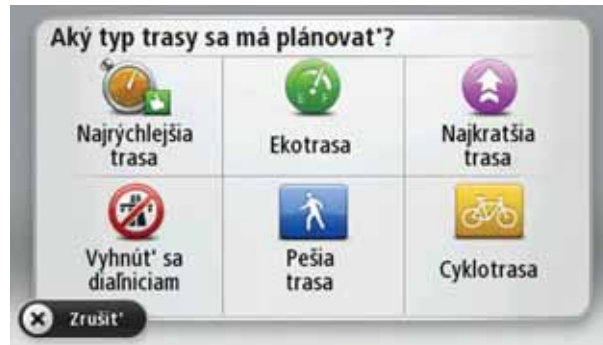 Aký typ trasy sa má plánovať?
Najrýchlejšia
trasa
Ekotrasa
Najkratšia
trasa
Vyhnúť sa
diaľniciam
Pešia
trasa
Cyklotrasa
Zrušiť